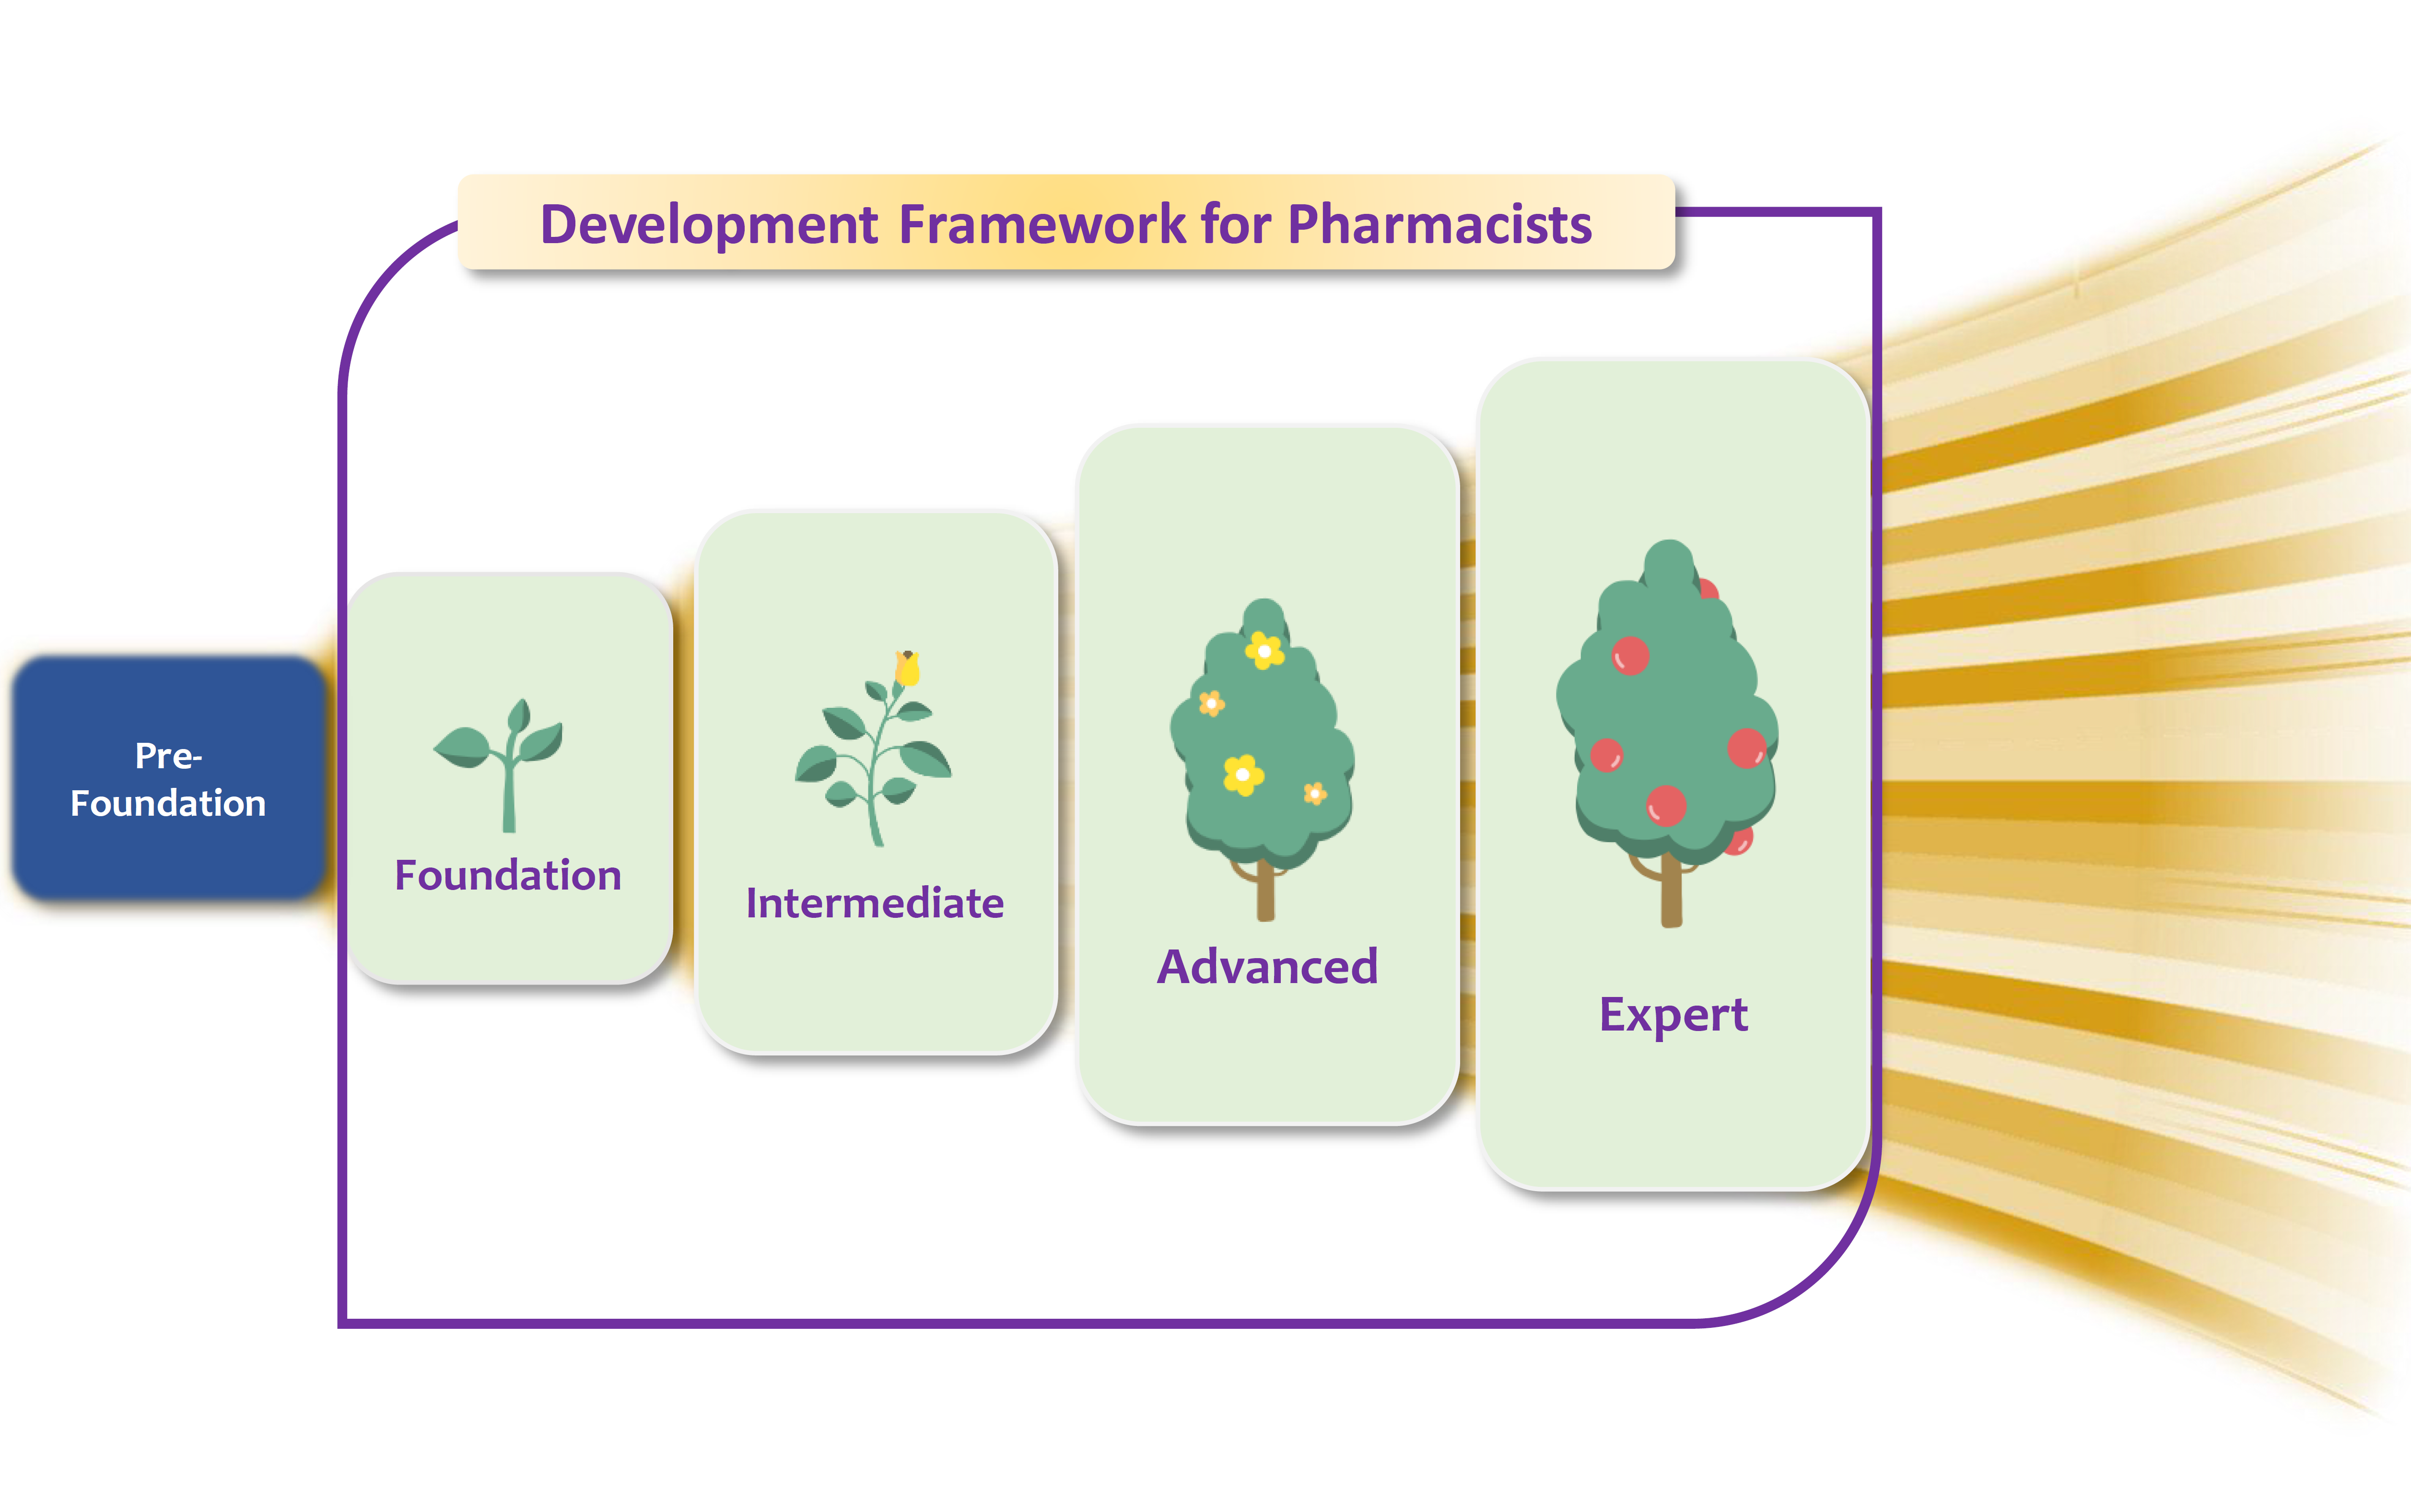 Development Framework for Pharmacists
Pre-
Foundation
Foundation
Intermediate
Advanced
Expert